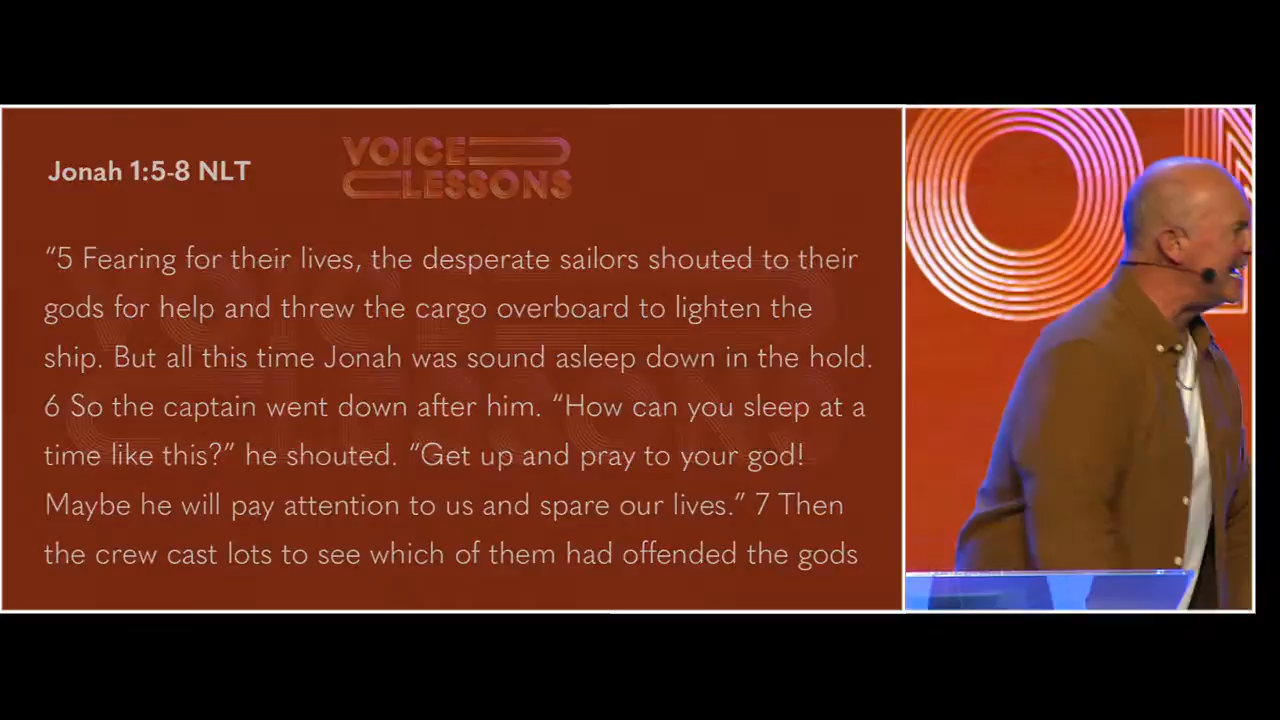 Jonah 1:5-8 NLT
VOICE
LESSONS
“5 Fearing for their lives, the desperate sailors shouted to their
gods for help and threw the cargo overboard to lighten the
ship. But all this time Jonah was sound asleep down in the hold.
6 So the captain went down after him. “How can you sleep at a
time like this?” he shouted. “Get up and pray to your god!
Maybe he will pay attention to us and spare our lives.” 7 Then
the crew cast lots to see which of them had offended the gods